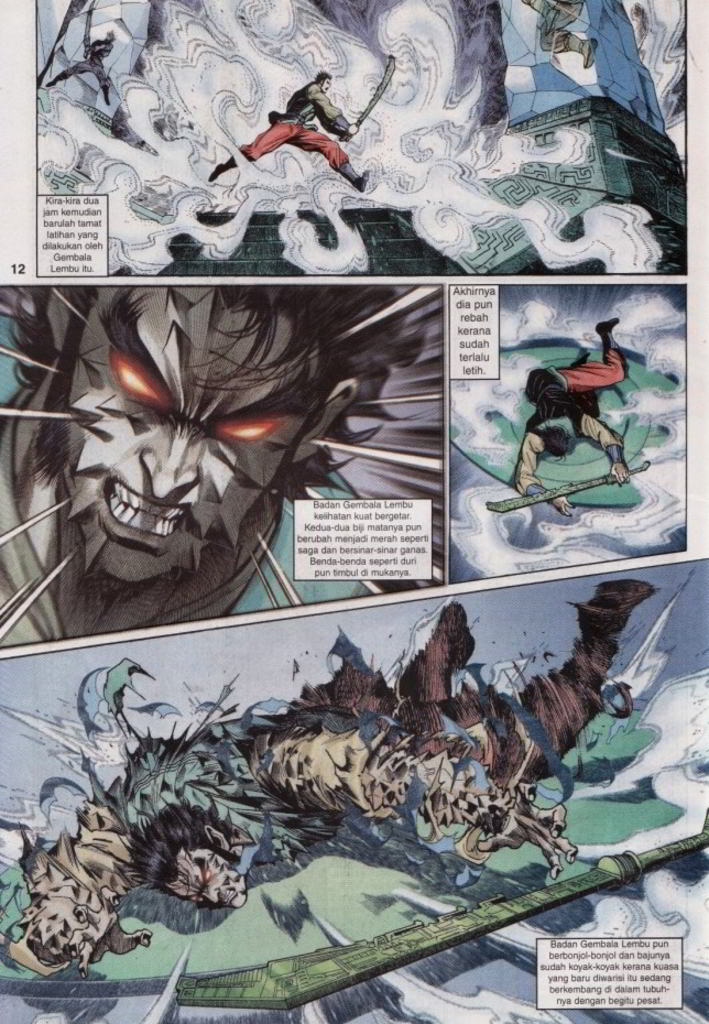 Kira-kira dua
jam kemudian
barulah tamat
latihan yang
dilakukan oleh
Gembala
Lembu itu.
12
Akhirnya
dia pun
rebah
kerana
sudah
terlalu
letih.
Badan Gembala Lembu
kelihatan kuat bergetar.
Kedua-dua biji matanya pun
berubah menjadi merah seperti
saga dan bersinar-sinar ganas.
Benda-benda seperti duri
pun timbul di mukanya.
Badan Gembala Lembu pun
berbonjol-bonjol dan bajunya
sudah koyak-koyak kerana kuasa
yang baru diwarisi itu sedang
berkembang di dalam tubuh-
nya dengan begitu pesat.